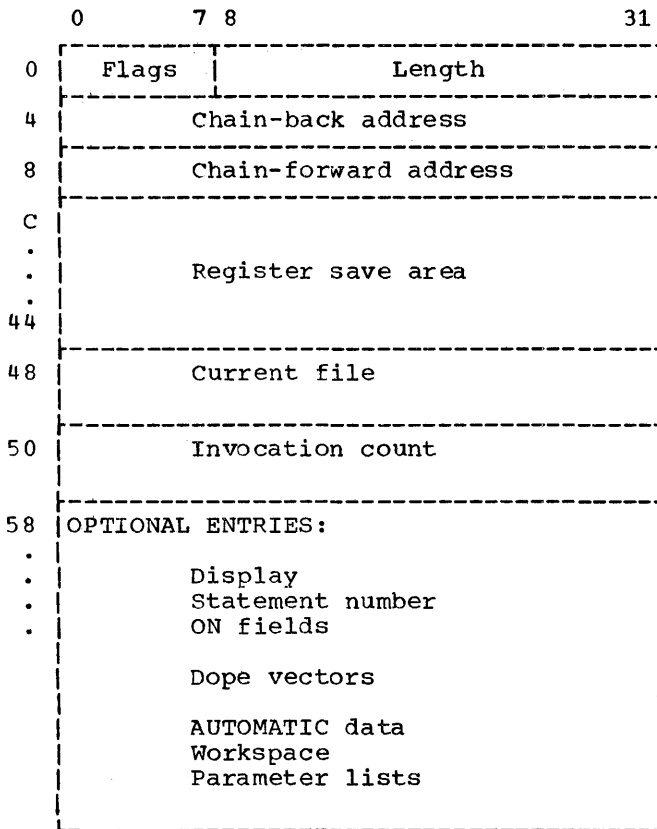 0 7 8 31
0 Flags Length
4 Chain-back address
8 Chain-forward address
C
.
. Register save area
.
44
48 Current file
50 Invocation count
58 OPTIONAL ENTRIES:
.
. Display
. Statement number
. ON fields
Dope vectors
AUTOMATIC data
Workspace
Parameter lists